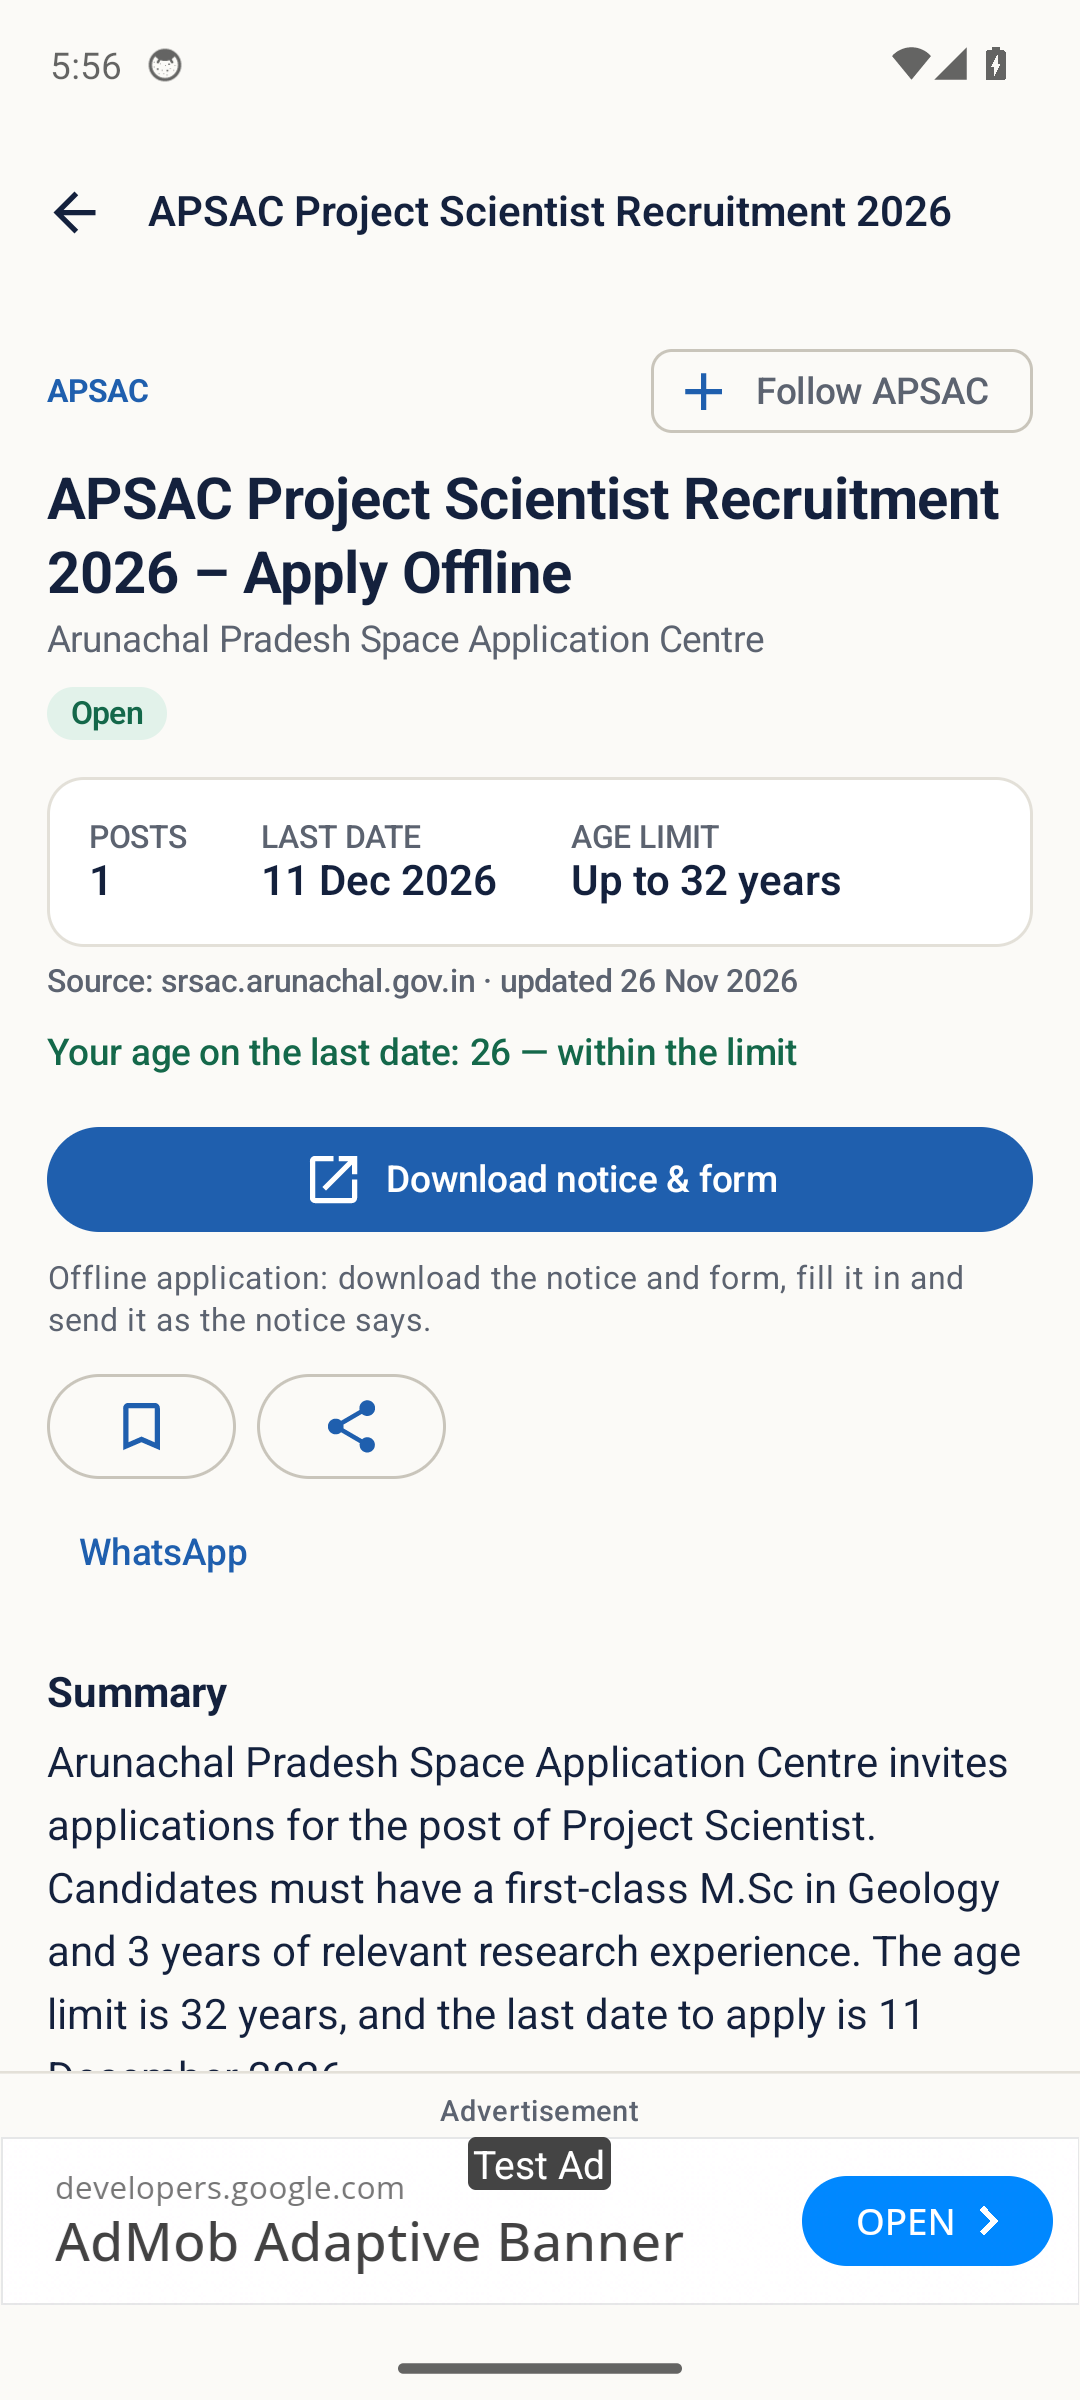 5:56
APSAC Project Scientist Recruitment 2026
APSAC
Follow APSAC
APSAC Project Scientist Recruitment
2026 – Apply Offline
Arunachal Pradesh Space Application Centre
Open
POSTS LAST DATE AGE LIMIT
1 11 Dec 2026 Up to 32 years
Source: srsac.arunachal.gov.in · updated 26 Nov 2026
Your age on the last date: 26 — within the limit
Download notice & form
Offline application: download the notice and form, fill it in and
send it as the notice says.
WhatsApp
Summary
Arunachal Pradesh Space Application Centre invites
applications for the post of Project Scientist.
Candidates must have a first-class M.Sc in Geology
and 3 years of relevant research experience. The age
limit is 32 years, and the last date to apply is 11
December 2026
Advertisement
Test Ad
developers.google.com
AdMob Adaptive Banner
OPEN